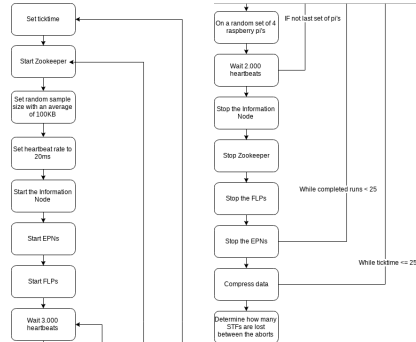 Set ticktime
Start Zookeeper
Set random sample
size with an average
of 100KB
Set heartbeat rate to
20ms
Start the Information
Node
Start EPNs
Start FLPs
Wait 3.000
heartbeats
On a random set of 4
raspberry pi's
IF not last set of pi's
Wait 2.000
heartbeats
Stop the Information
Node
Stop Zookeeper
Stop the FLPs
While completed runs < 25
Stop the EPNs
While ticktime <= 25
Compress data
Determine how many
STFs are lost
between the aborts